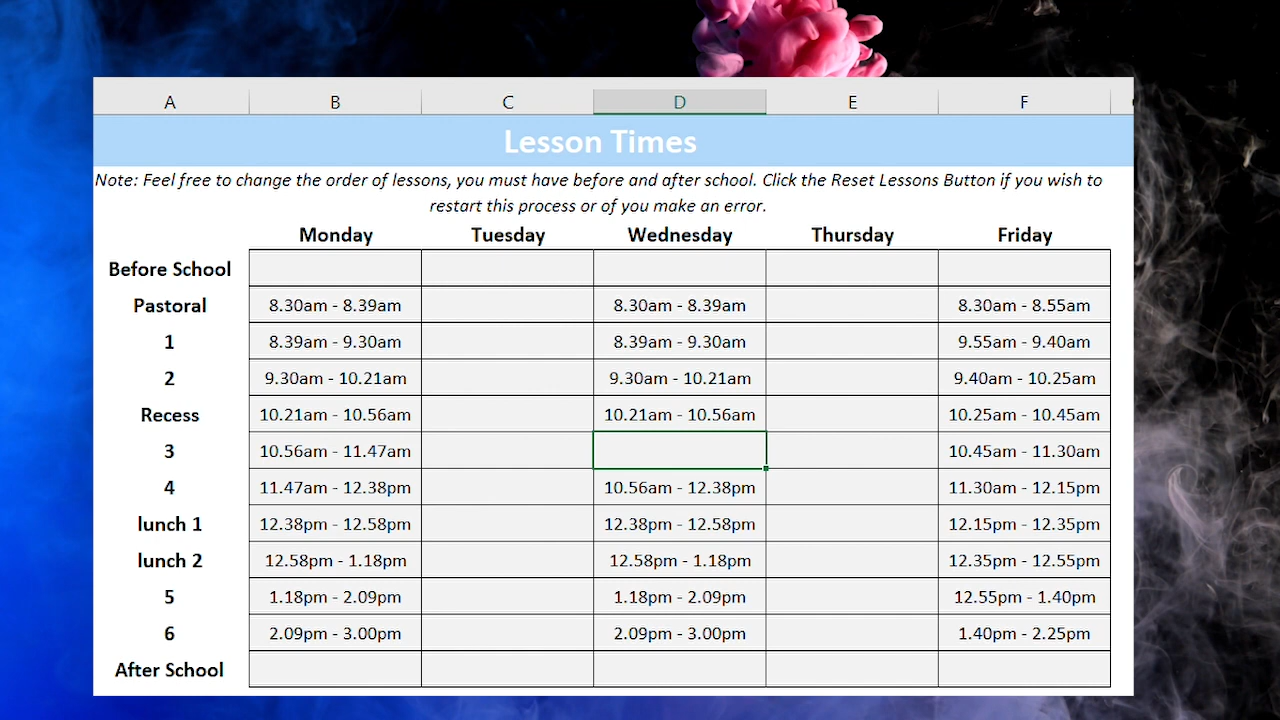 A B C D E F
Lesson Times
Note: Feel free to change the order of lessons, you must have before and after school. Click the Reset Lessons Button if you wish to
restart this process or of you make an error.
Monday Tuesday Wednesday Thursday Friday
Before School
Pastoral 8.30am - 8.39am 8.30am - 8.39am 8.30am - 8.55am
1 8.39am - 9.30am 8.39am - 9.30am 9.55am - 9.40am
2 9.30am - 10.21am 9.30am - 10.21am 9.40am - 10.25am
Recess 10.21am - 10.56am 10.21am - 10.56am 10.25am - 10.45am
3 10.56am - 11.47am 10.45am - 11.30am
4 11.47am - 12.38pm 10.56am - 12.38pm 11.30am - 12.15pm
lunch 1 12.38pm - 12.58pm 12.38pm - 12.58pm 12.15pm - 12.35pm
lunch 2 12.58pm - 1.18pm 12.58pm - 1.18pm 12.35pm - 12.55pm
5 1.18pm - 2.09pm 1.18pm - 2.09pm 12.55pm - 1.40pm
6 2.09pm - 3.00pm 2.09pm - 3.00pm 1.40pm - 2.25pm
After School